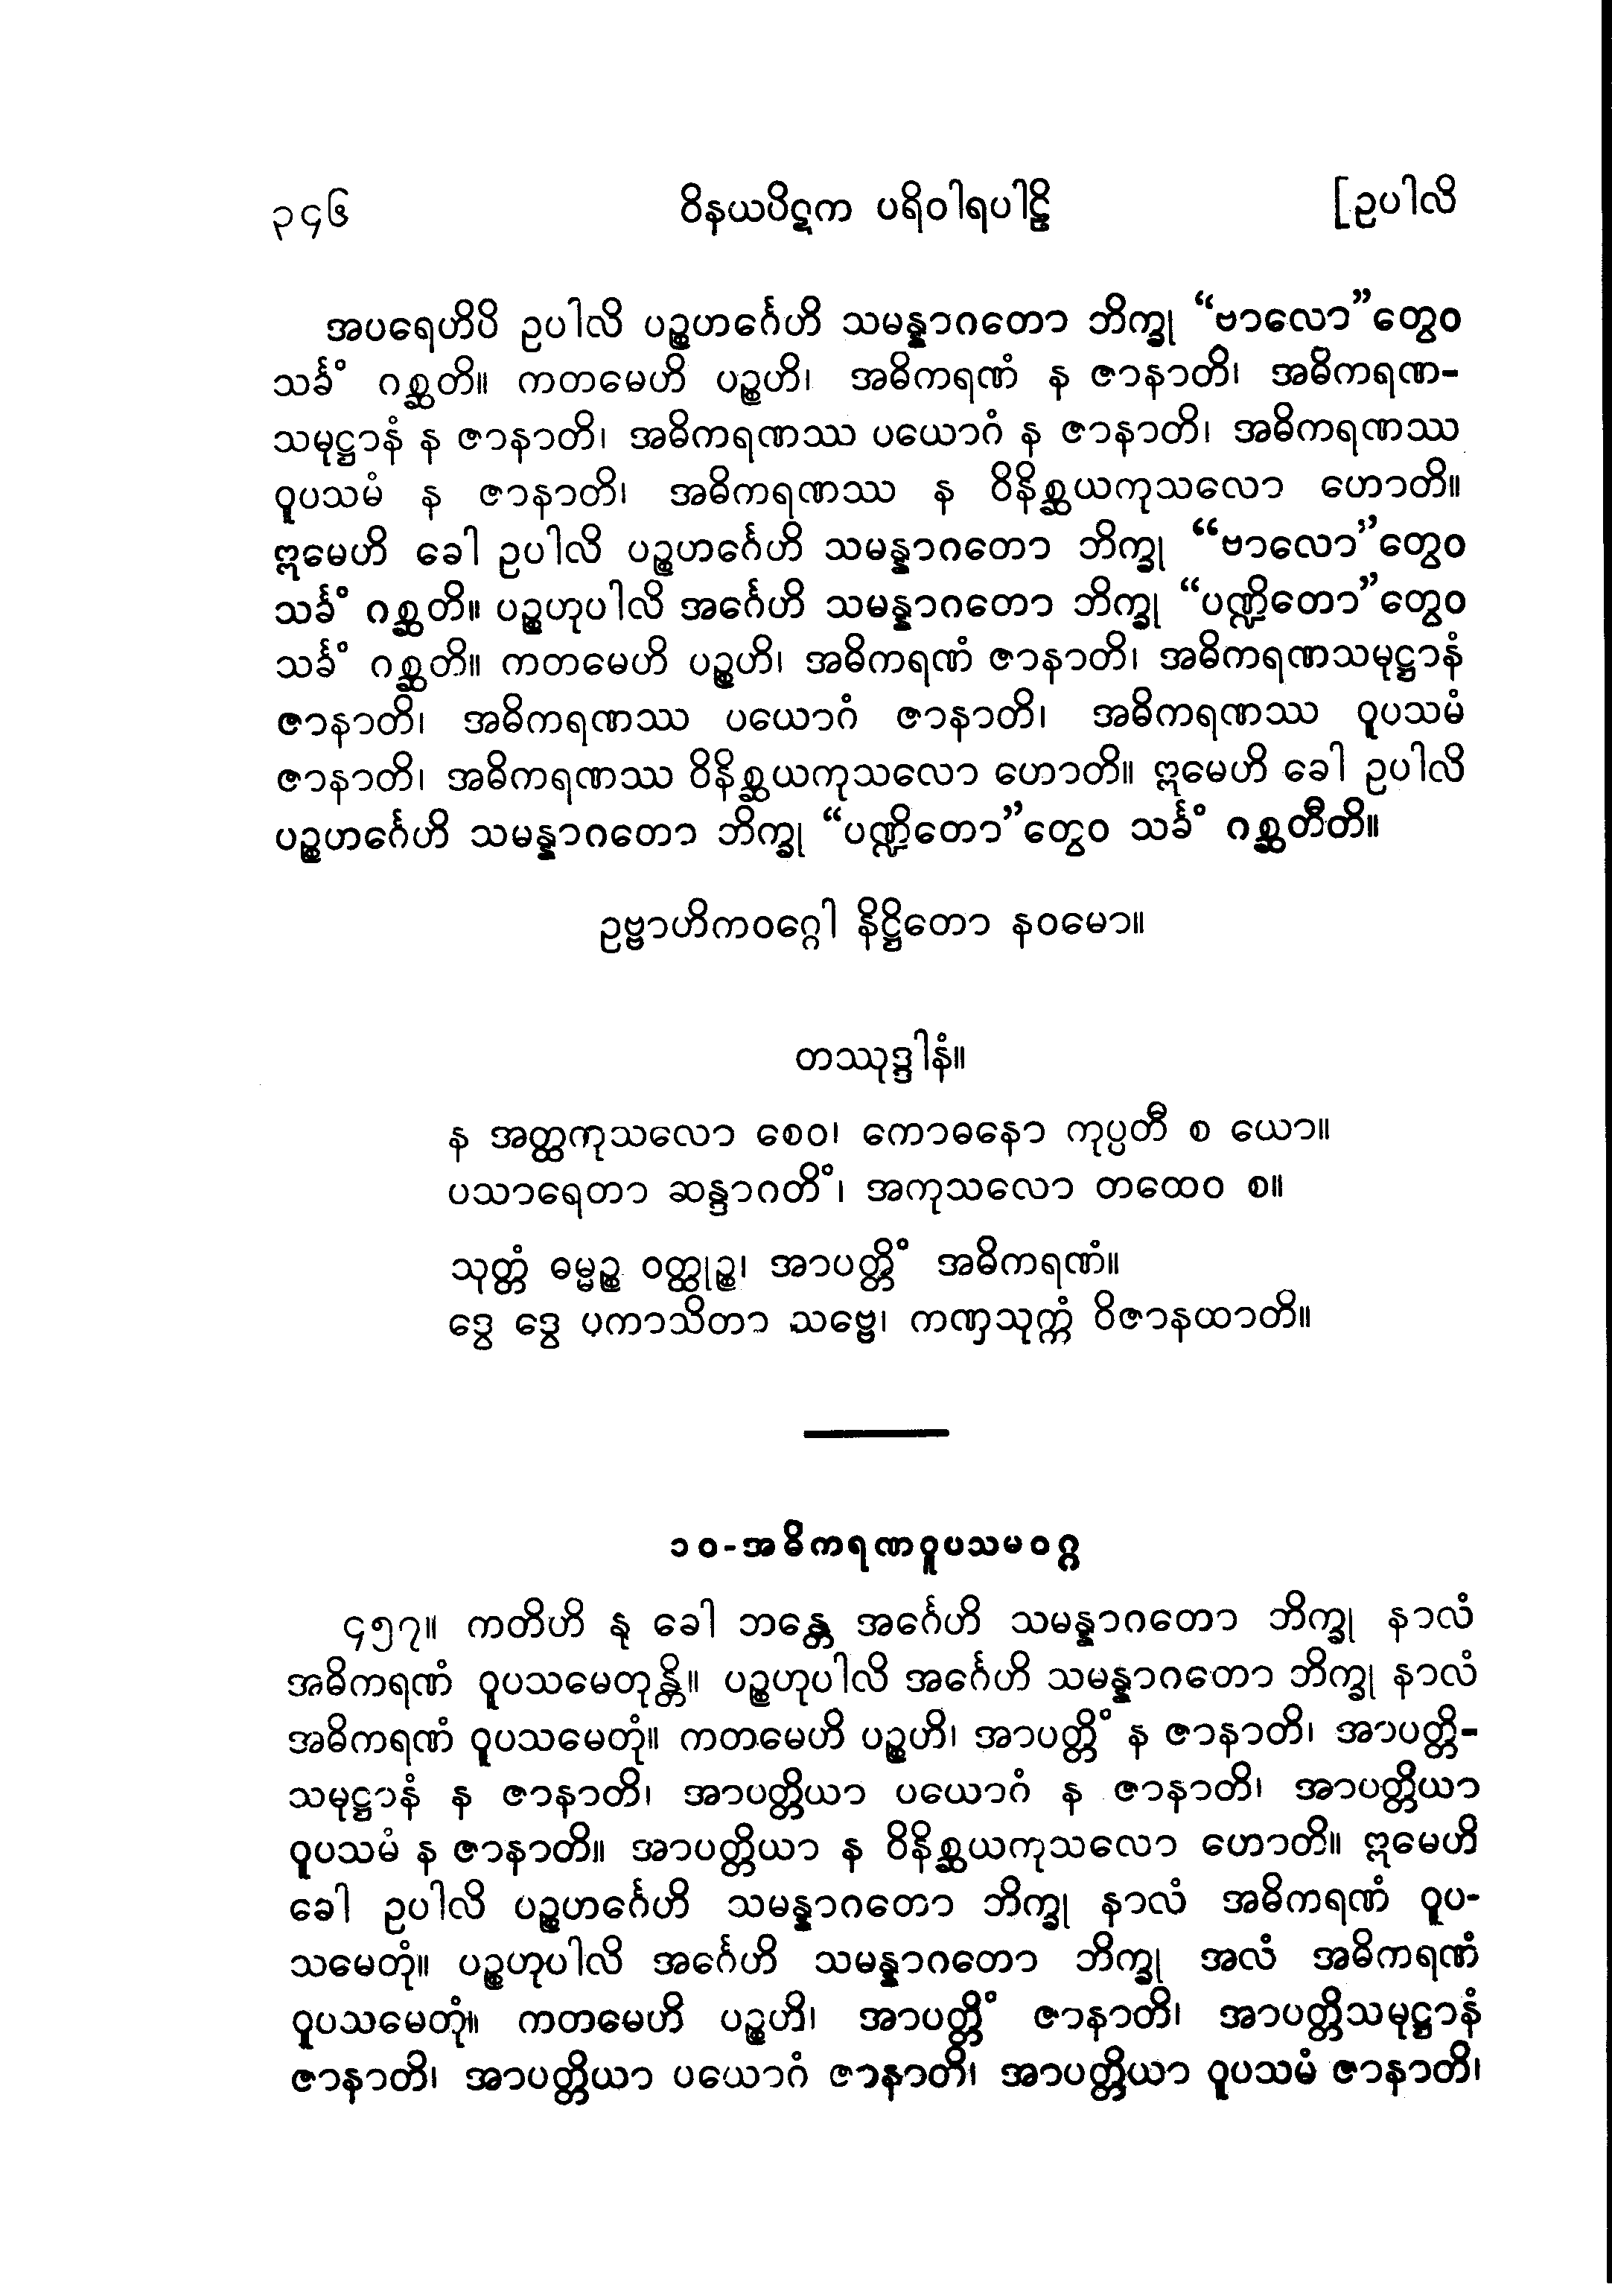 ၃၄၆ ဝိနယပိဋက ပရိဝါရပါဠိ [ဥပါလိ
အပရေဟိပိ ဥပါလိ ပဉ္စဟင်္ဂေဟိ သမန္နာဂတော ဘိက္ခု “ဗာလော”တွေဝ
သင်္ခံ ဂစ္ဆတိ။ ကတမေဟိ ပဉ္စဟိ၊ အဓိကရဏံ န ဇာနာတိ၊ အဓိကရဏ-
သမုဋ္ဌာနံ န ဇာနာတိ၊ အဓိကရဏဿ ပယောဂံ န ဇာနာတိ၊ အဓိကရဏဿ
ဝူပသမံ န ဇာနာတိ၊ အဓိကရဏဿ န ဝိနိစ္ဆယကုသလော ဟောတိ။
ဣမေဟိ ခေါ ဥပါလိ ပဉ္စဟင်္ဂေဟိ သမန္နာဂတော ဘိက္ခု “ဗာလော”တွေဝ
သင်္ခံ ဂစ္ဆတိ။ ပဉ္စဟုပါလိ အင်္ဂေဟိ သမန္နာဂတော ဘိက္ခု “ပဏ္ဍိတော”တွေဝ
သင်္ခံ ဂစ္ဆတိ။ ကတမေဟိ ပဉ္စဟိ၊ အဓိကရဏံ ဇာနာတိ၊ အဓိကရဏသမုဋ္ဌာနံ
ဇာနာတိ၊ အဓိကရဏဿ ပယောဂံ ဇာနာတိ၊ အဓိကရဏဿ ဝူပသမံ
ဇာနာတိ၊ အဓိကရဏဿ ဝိနိစ္ဆယကုသလော ဟောတိ။ ဣမေဟိ ခေါ ဥပါလိ
ပဉ္စဟင်္ဂေဟိ သမန္နာဂတော ဘိက္ခု “ပဏ္ဍိတော”တွေဝ သင်္ခံ ဂစ္ဆတီတိ။
ဥဗ္ဗာဟိကဝဂ္ဂေါ နိဋ္ဌိတော နဝမော။
တဿုဒ္ဒါနံ။
န အတ္ထကုသလော စေဝ၊ ကောဓနော ကုပ္ပတီ စ ယော။
ပသာရေတာ ဆန္ဒာဂတိံ၊ အကုသလော တထေဝ စ။
သုတ္တံ ဓမ္မဉ္စ ဝတ္ထုဉ္စ၊ အာပတ္တိံ အဓိကရဏံ။
ဒွေ ဒွေ ပကာသိတာ သဗ္ဗေ၊ ကဏှသုက္ကံ ဝိဇာနထာတိ။
၁၀-အဓိကရဏဝူပသမဝဂ္ဂ
၄၅၇။ ကတိဟိ နု ခေါ ဘန္တေ အင်္ဂေဟိ သမန္နာဂတော ဘိက္ခု နာလံ
အဓိကရဏံ ဝူပသမေတုန္တိ။ ပဉ္စဟုပါလိ အင်္ဂေဟိ သမန္နာဂတော ဘိက္ခု နာလံ
အဓိကရဏံ ဝူပသမေတုံ။ ကတမေဟိ ပဉ္စဟိ၊ အာပတ္တိံ န ဇာနာတိ၊ အာပတ္တိ-
သမုဋ္ဌာနံ န ဇာနာတိ၊ အာပတ္တိယာ ပယောဂံ န ဇာနာတိ၊ အာပတ္တိယာ
ဝူပသမံ န ဇာနာတိ။ အာပတ္တိယာ န ဝိနိစ္ဆယကုသလော ဟောတိ။ ဣမေဟိ
ခေါ ဥပါလိ ပဉ္စဟင်္ဂေဟိ သမန္နာဂတော ဘိက္ခု နာလံ အဓိကရဏံ ဝူပ-
သမေတုံ။ ပဉ္စဟုပါလိ အင်္ဂေဟိ သမန္နာဂတော ဘိက္ခု အလံ အဓိကရဏံ
ဝူပသမေတုံ။ ကတမေဟိ ပဉ္စဟိ၊ အာပတ္တိံ ဇာနာတိ၊ အာပတ္တိသမုဋ္ဌာနံ
ဇာနာတိ၊ အာပတ္တိယာ ပယောဂံ ဇာနာတိ၊ အာပတ္တိယာ ဝူပသမံ ဇာနာတိ၊